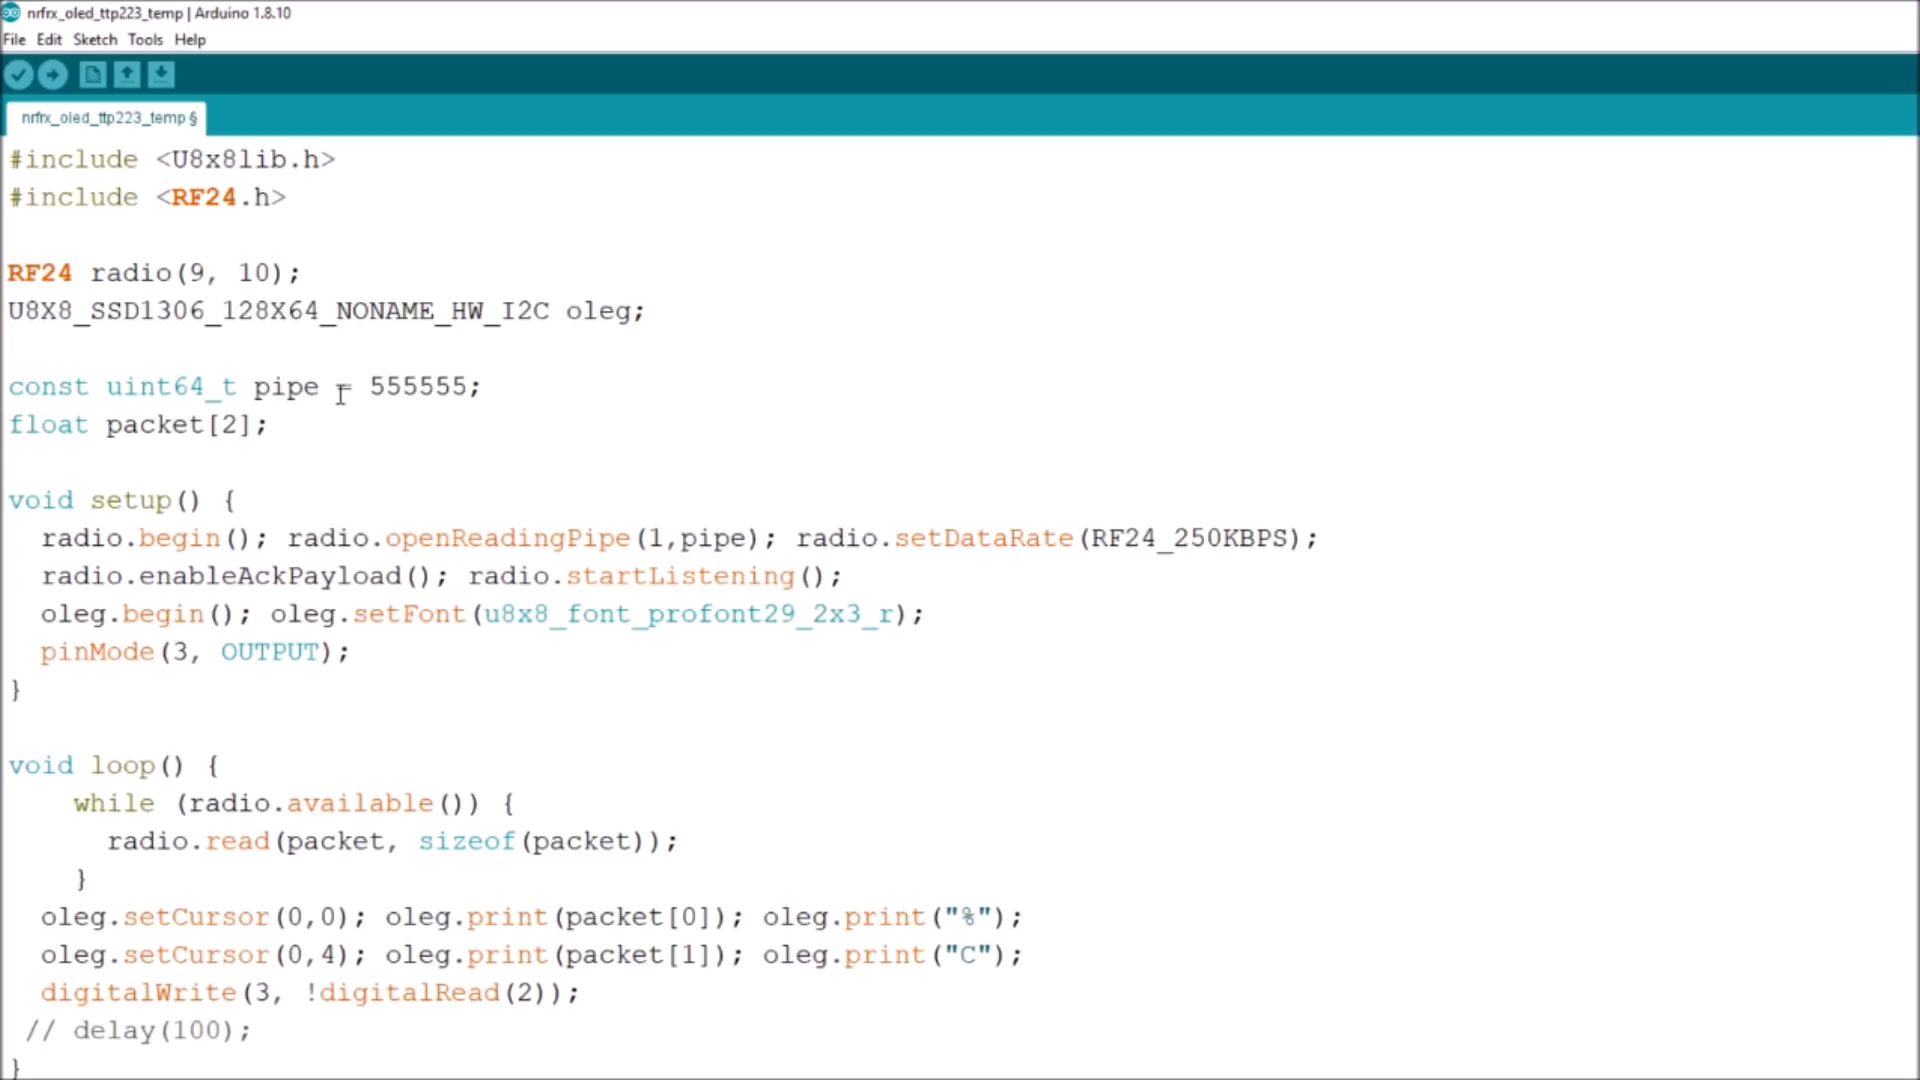 nrfrx_oled_ttp223_temp | Arduino 1.8.10
File Edit Sketch Tools Help
nrfrx_oled_ttp223_temp §
#include <U8x8lib.h>
#include <RF24.h>
RF24 radio(9, 10);
U8X8_SSD1306_128X64_NONAME_HW_I2C oleg;
const uint64_t pipe = 555555;
float packet[2];
void setup() {
radio.begin(); radio.openReadingPipe(1,pipe); radio.setDataRate(RF24_250KBPS);
radio.enableAckPayload(); radio.startListening();
oleg.begin(); oleg.setFont(u8x8_font_profont29_2x3_r);
pinMode(3, OUTPUT);
}
void loop() {
while (radio.available()) {
radio.read(packet, sizeof(packet));
}
oleg.setCursor(0,0); oleg.print(packet[0]); oleg.print("%");
oleg.setCursor(0,4); oleg.print(packet[1]); oleg.print("C");
digitalWrite(3, !digitalRead(2));
// delay(100);
}